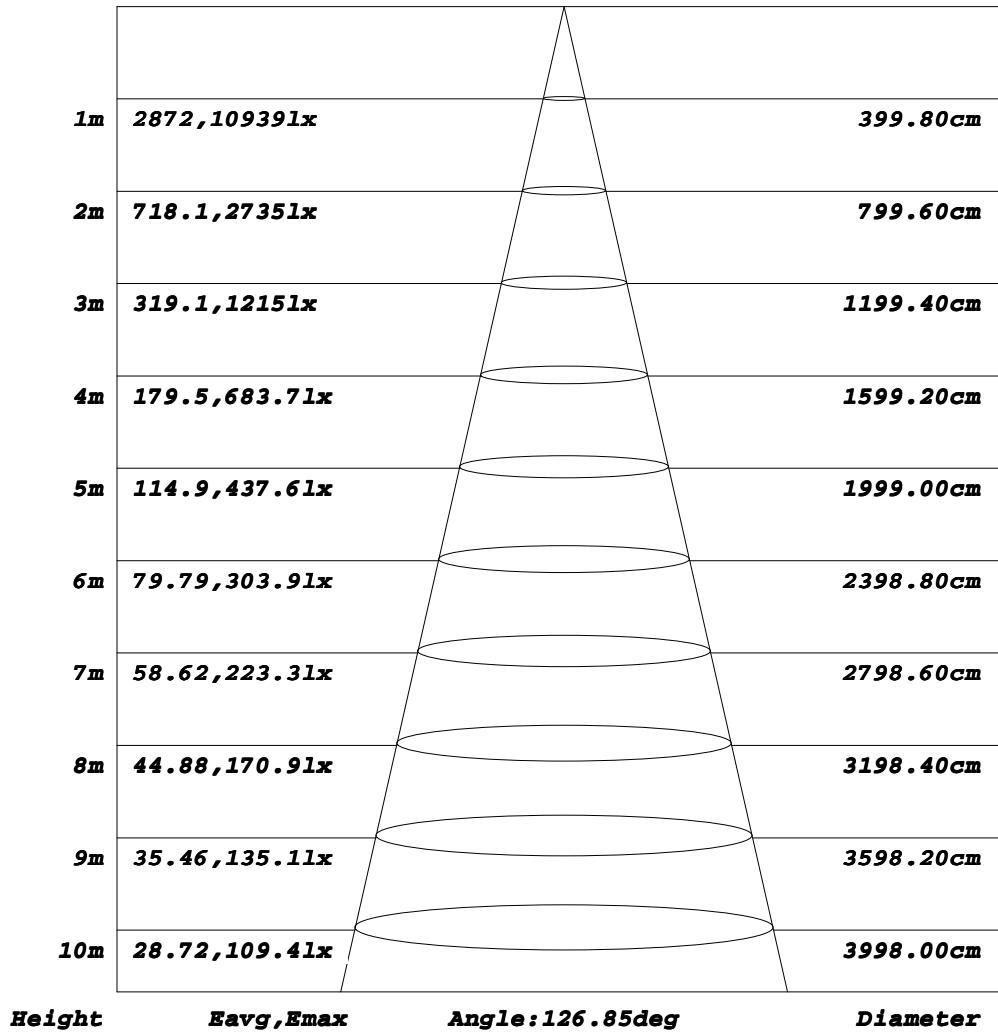 1m 2872,10939lx 399.80cm
2m 718.1,2735lx 799.60cm
3m 319.1,1215lx 1199.40cm
4m 179.5,683.7lx 1599.20cm
5m 114.9,437.6lx 1999.00cm
6m 79.79,303.9lx 2398.80cm
7m 58.62,223.3lx 2798.60cm
8m 44.88,170.9lx 3198.40cm
9m 35.46,135.1lx 3598.20cm
10m 28.72,109.4lx 3998.00cm
Height Eavg,Emax Angle:126.85deg Diameter